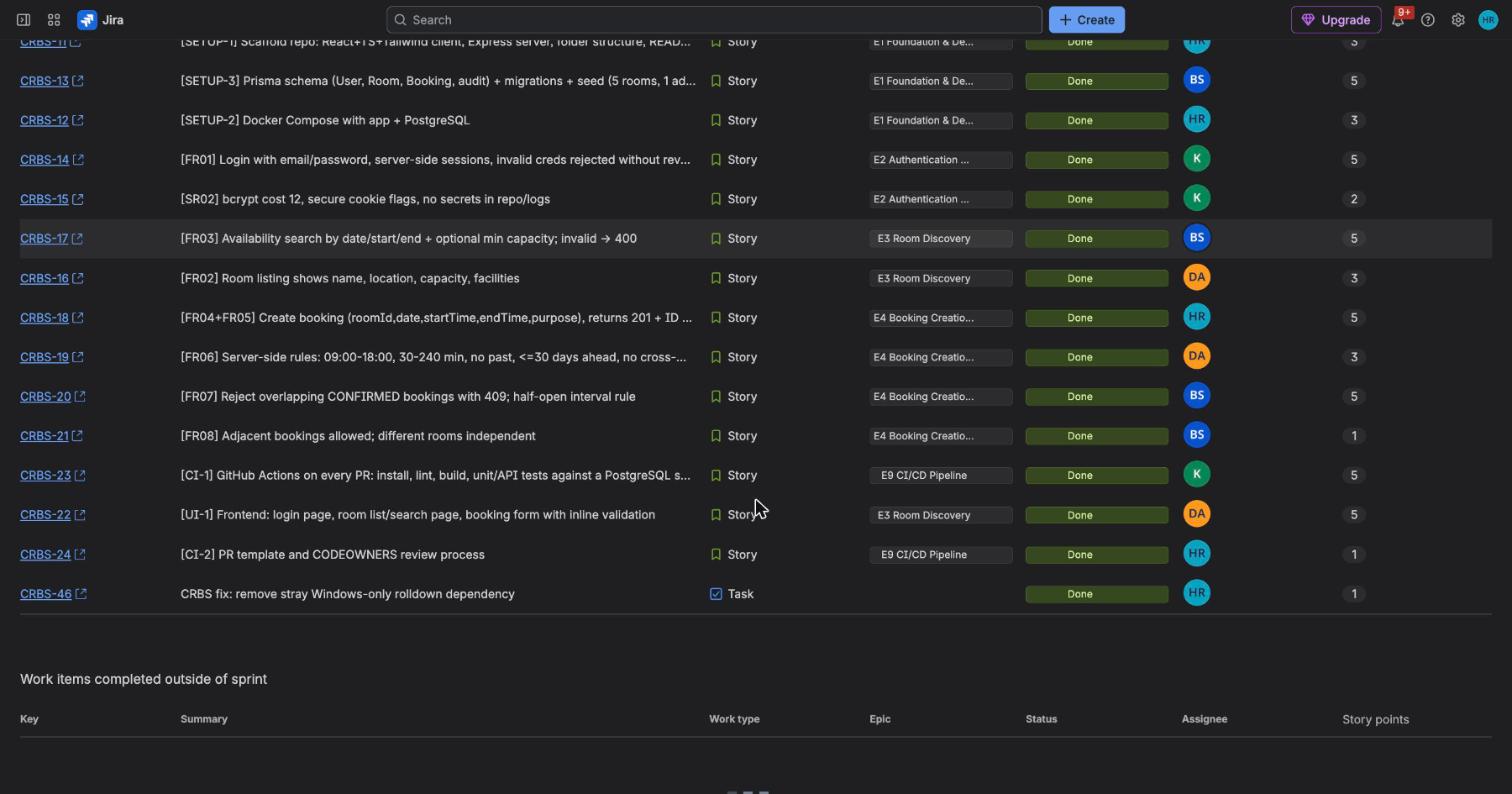 Jira Search + Create Upgrade 9+ HR
CRBS-11 [SETUP-1] Scaffold repo: React+TS+Tailwind client, Express server, folder structure, READ... Story E1 Foundation & De... Done HR 3
CRBS-13 [SETUP-3] Prisma schema (User, Room, Booking, audit) + migrations + seed (5 rooms, 1 ad... Story E1 Foundation & De... Done BS 5
CRBS-12 [SETUP-2] Docker Compose with app + PostgreSQL Story E1 Foundation & De... Done HR 3
CRBS-14 [FR01] Login with email/password, server-side sessions, invalid creds rejected without rev... Story E2 Authentication ... Done K 5
CRBS-15 [SR02] bcrypt cost 12, secure cookie flags, no secrets in repo/logs Story E2 Authentication ... Done K 2
CRBS-17 [FR03] Availability search by date/start/end + optional min capacity; invalid → 400 Story E3 Room Discovery Done BS 5
CRBS-16 [FR02] Room listing shows name, location, capacity, facilities Story E3 Room Discovery Done DA 3
CRBS-18 [FR04+FR05] Create booking (roomId,date,startTime,endTime,purpose), returns 201 + ID ... Story E4 Booking Creatio... Done HR 5
CRBS-19 [FR06] Server-side rules: 09:00-18:00, 30-240 min, no past, <=30 days ahead, no cross-... Story E4 Booking Creatio... Done DA 3
CRBS-20 [FR07] Reject overlapping CONFIRMED bookings with 409; half-open interval rule Story E4 Booking Creatio... Done BS 5
CRBS-21 [FR08] Adjacent bookings allowed; different rooms independent Story E4 Booking Creatio... Done BS 1
CRBS-23 [CI-1] GitHub Actions on every PR: install, lint, build, unit/API tests against a PostgreSQL s... Story E9 CI/CD Pipeline Done K 5
CRBS-22 [UI-1] Frontend: login page, room list/search page, booking form with inline validation Story E3 Room Discovery Done DA 5
CRBS-24 [CI-2] PR template and CODEOWNERS review process Story E9 CI/CD Pipeline Done HR 1
CRBS-46 CRBS fix: remove stray Windows-only rolldown dependency Task Done HR 1
Work items completed outside of sprint
Key Summary Work type Epic Status Assignee Story points